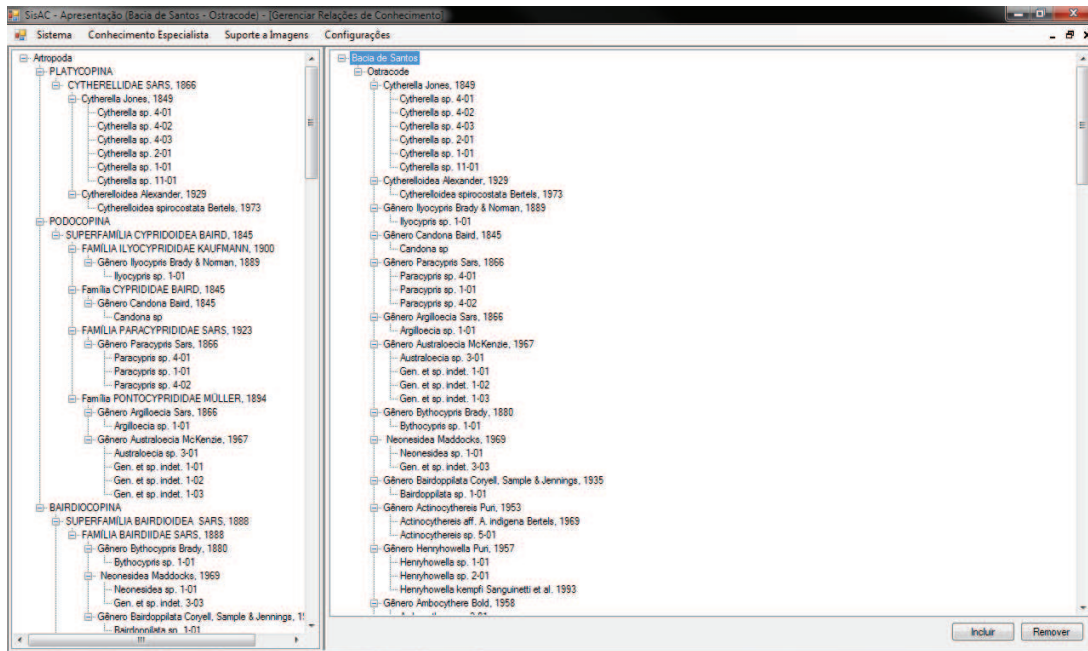 SisAC - Apresentação (Bacia de Santos - Ostracode) - [Gerenciar Relações de Conhecimento]
Sistema Conhecimento Especialista Suporte a Imagens Configurações
Artropoda
PLATYCOPINA
CYTHERELLIDAE SARS, 1866
Cytherella Jones, 1849
Cytherella sp. 4-01
Cytherella sp. 4-02
Cytherella sp. 4-03
Cytherella sp. 2-01
Cytherella sp. 1-01
Cytherella sp. 11-01
Cytherelloidea Alexander, 1929
Cytherelloidea spirocostata Bertels, 1973
PODOCOPINA
SUPERFAMÍLIA CYPRIDOIDEA BAIRD, 1845
FAMÍLIA ILYOCYPRIDIDAE KAUFMANN, 1900
Gênero Ilyocypris Brady & Norman, 1889
Ilyocypris sp. 1-01
Família CYPRIDIDAE BAIRD, 1845
Gênero Candona Baird, 1845
Candona sp
FAMÍLIA PARACYPRIDIDAE SARS, 1923
Gênero Paracypris Sars, 1866
Paracypris sp. 4-01
Paracypris sp. 1-01
Paracypris sp. 4-02
Família PONTOCYPRIDIDAE MÜLLER, 1894
Gênero Argilloecia Sars, 1866
Argilloecia sp. 1-01
Gênero Australoecia McKenzie, 1967
Australoecia sp. 3-01
Gen. et sp. indet. 1-01
Gen. et sp. indet. 1-02
Gen. et sp. indet. 1-03
BAIRDIOCOPINA
SUPERFAMÍLIA BAIRDIOIDEA SARS, 1888
FAMÍLIA BAIRDIIDAE SARS, 1888
Gênero Bythocypris Brady, 1880
Bythocypris sp. 1-01
Neonesidea Maddocks, 1969
Neonesidea sp. 1-01
Gen. et sp. indet. 3-03
Gênero Bairdoppilata Coryell, Sample & Jennings, 1
Bairdoppilata sp. 1-01
Bacia de Santos
Ostracode
Cytherella Jones, 1849
Cytherella sp. 4-01
Cytherella sp. 4-02
Cytherella sp. 4-03
Cytherella sp. 2-01
Cytherella sp. 1-01
Cytherella sp. 11-01
Cytherelloidea Alexander, 1929
Cytherelloidea spirocostata Bertels, 1973
Gênero Ilyocypris Brady & Norman, 1889
Ilyocypris sp. 1-01
Gênero Candona Baird, 1845
Candona sp
Gênero Paracypris Sars, 1866
Paracypris sp. 4-01
Paracypris sp. 1-01
Paracypris sp. 4-02
Gênero Argilloecia Sars, 1866
Argilloecia sp. 1-01
Gênero Australoecia McKenzie, 1967
Australoecia sp. 3-01
Gen. et sp. indet. 1-01
Gen. et sp. indet. 1-02
Gen. et sp. indet. 1-03
Gênero Bythocypris Brady, 1880
Bythocypris sp. 1-01
Neonesidea Maddocks, 1969
Neonesidea sp. 1-01
Gen. et sp. indet. 3-03
Gênero Bairdoppilata Coryell, Sample & Jennings, 1935
Bairdoppilata sp. 1-01
Gênero Actinocythereis Puri, 1953
Actinocythereis aff. A. indigena Bertels, 1969
Actinocythereis sp. 5-01
Gênero Henryhowella Puri, 1957
Henryhowella sp. 1-01
Henryhowella sp. 2-01
Henryhowella kempfi Sanguinetti et al. 1993
Gênero Ambocythere Bold, 1958
Incluir Remover